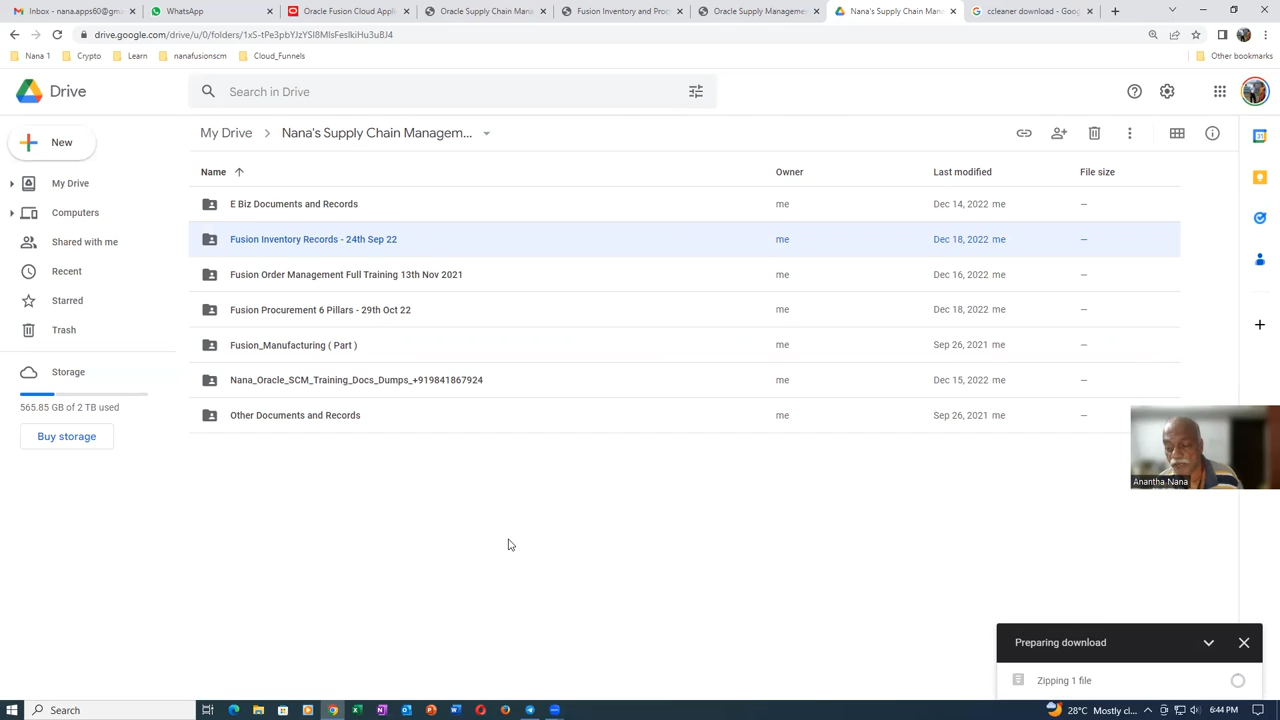 Inbox - nana.apps60@gma
WhatsApp
Oracle Fusion Cloud Applic
Oracle Supply Chain Mana
Fusion Inventory and Proc
Oracle Supply Management
Nana's Supply Chain Manag
ccleaner download - Goog
drive.google.com/drive/u/0/folders/
Nana 1
Crypto
Learn
nanafusionscm
Cloud_Funnels
Other bookmarks
Drive
Search in Drive
New
My Drive
Nana's Supply Chain Managem...
My Drive
Computers
Shared with me
Recent
Starred
Trash
Storage
565.85 GB of 2 TB used
Buy storage
Name
Owner
Last modified
File size
E Biz Documents and Records
me
Dec 14, 2022 me
—
Fusion Inventory Records - 24th Sep 22
me
Dec 18, 2022 me
—
Fusion Order Management Full Training 13th Nov 2021
me
Dec 16, 2022 me
—
Fusion Procurement 6 Pillars - 29th Oct 22
me
Dec 18, 2022 me
—
Fusion_Manufacturing ( Part )
me
Sep 26, 2021 me
—
Nana_Oracle_SCM_Training_Docs_Dumps_+919841867924
me
Dec 15, 2022 me
—
Other Documents and Records
me
Sep 26, 2021 me
Anantha Nana
Preparing download
Zipping 1 file
Search
28°C Mostly cl...
6:44 PM